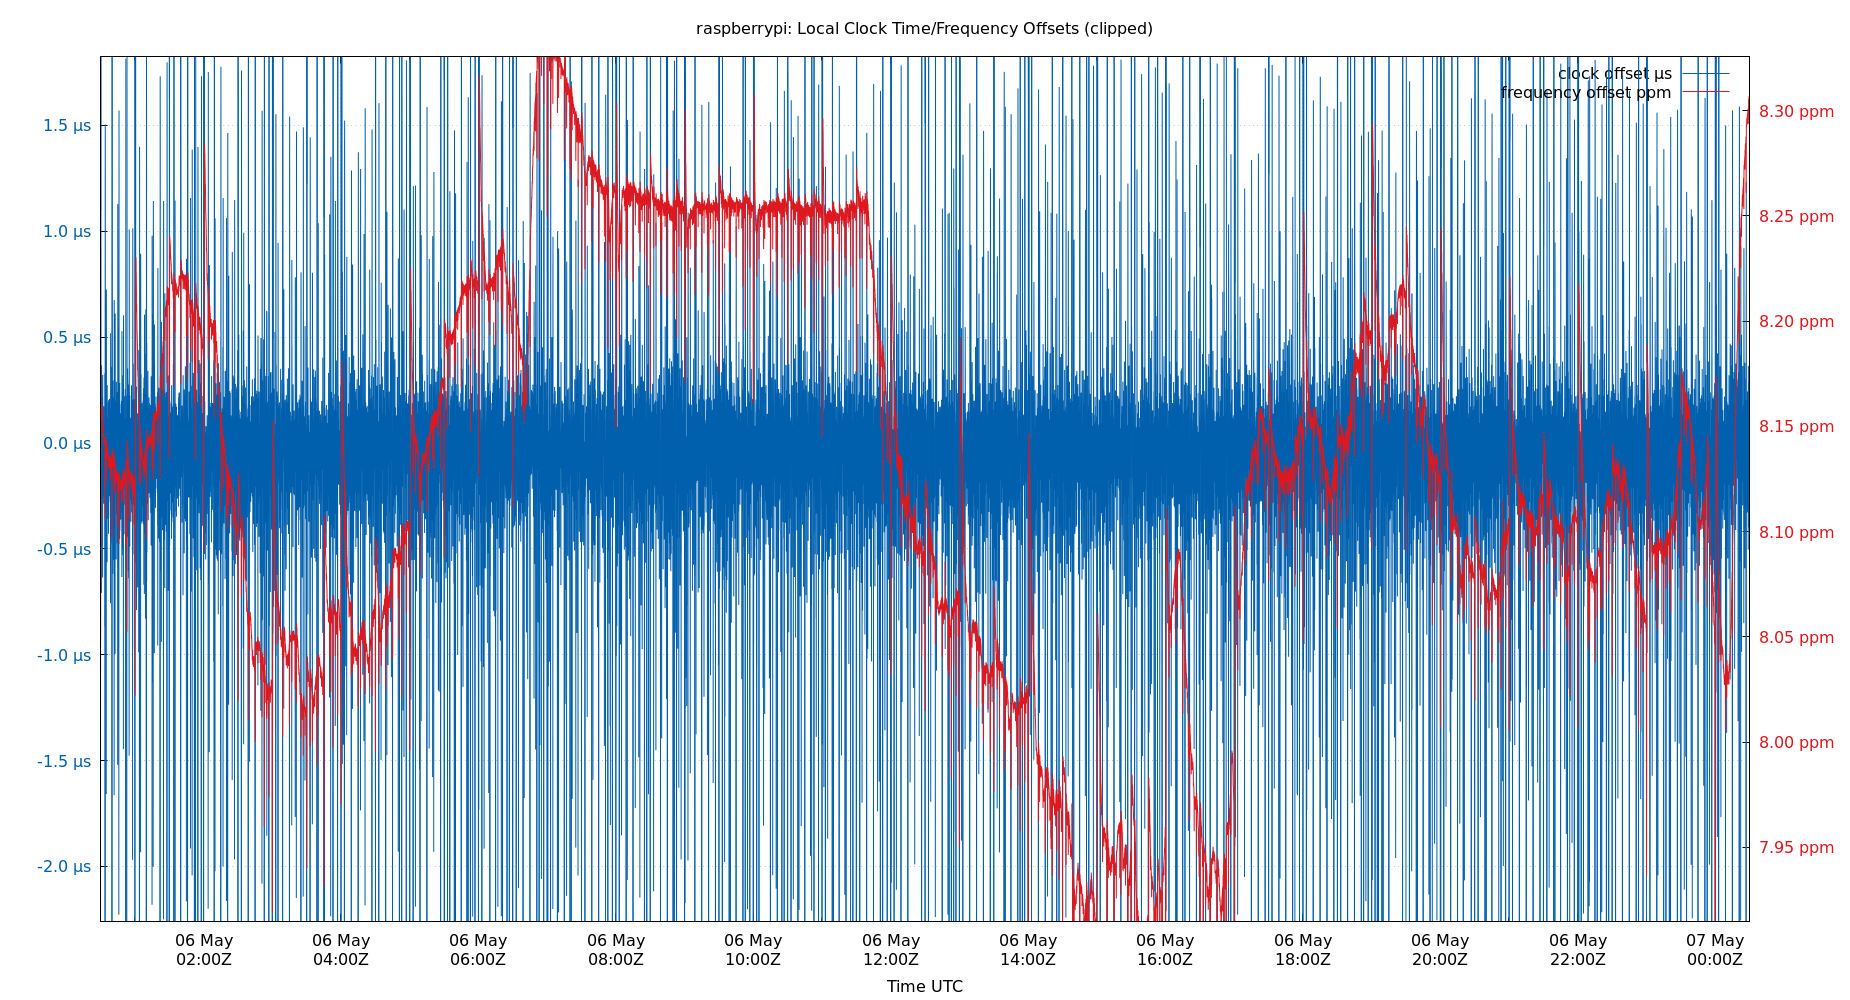 raspberrypi: Local Clock Time/Frequency Offsets (clipped)
clock offset µs
frequency offset ppm
1.5 µs
1.0 µs
0.5 µs
0.0 µs
-0.5 µs
-1.0 µs
-1.5 µs
-2.0 µs
8.30 ppm
8.25 ppm
8.20 ppm
8.15 ppm
8.10 ppm
8.05 ppm
8.00 ppm
7.95 ppm
06 May 06 May 06 May 06 May 06 May 06 May 06 May 06 May 06 May 06 May 06 May 07 May
02:00Z 04:00Z 06:00Z 08:00Z 10:00Z 12:00Z 14:00Z 16:00Z 18:00Z 20:00Z 22:00Z 00:00Z
Time UTC